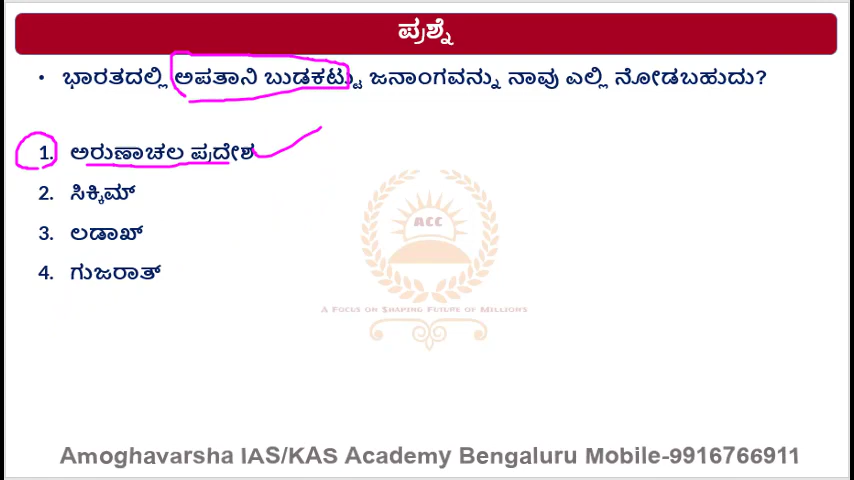 ಪ್ರಶ್ನೆ
• ಭಾರತದಲ್ಲಿ ಅಪತಾನಿ ಬುಡಕಟ್ಟು ಜನಾಂಗವನ್ನು ನಾವು ಎಲ್ಲಿ ನೋಡಬಹುದು?
1. ಅರುಣಾಚಲ ಪ್ರದೇಶ
2. ಸಿಕ್ಕಿಮ್
3. ಲಡಾಖ್
4. ಗುಜರಾತ್
ACC
A Focus on Shaping Future of Millions
Amoghavarsha IAS/KAS Academy Bengaluru Mobile-9916766911